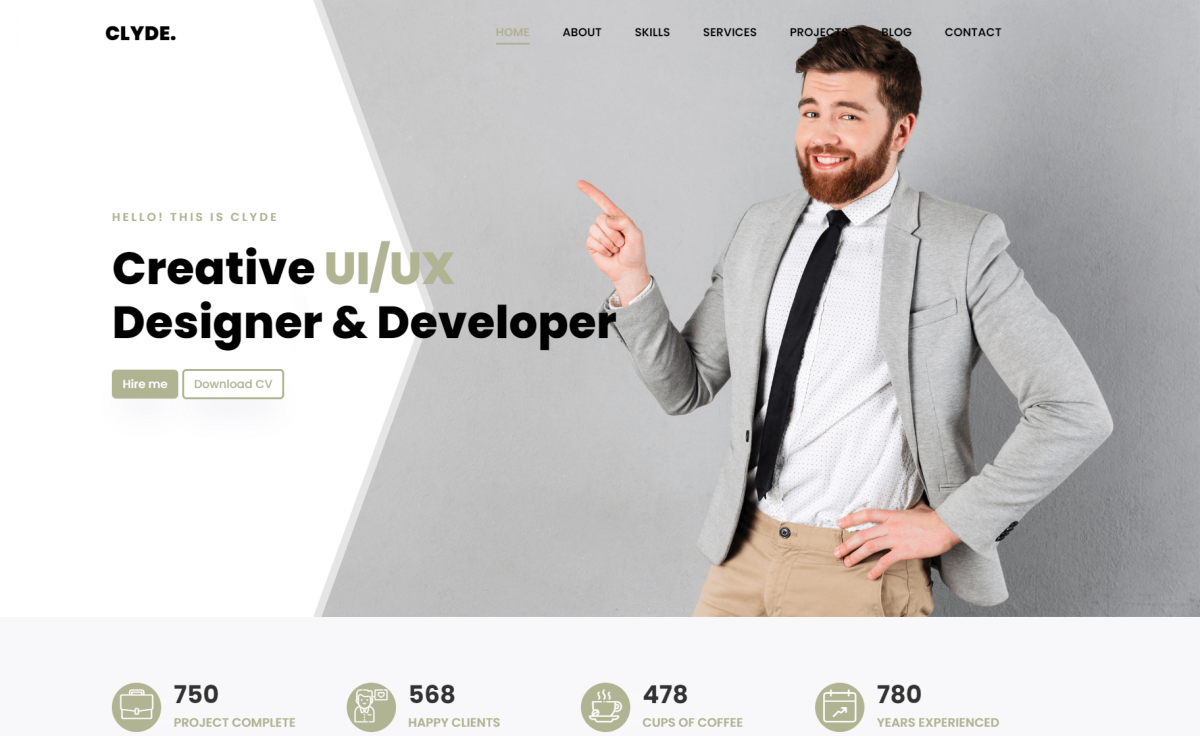 CLYDE.
HOME ABOUT SKILLS SERVICES PROJECTS BLOG CONTACT
HELLO! THIS IS CLYDE
Creative UI/UX
Designer & Developer
Hire me Download CV
750
PROJECT COMPLETE
568
HAPPY CLIENTS
478
CUPS OF COFFEE
780
YEARS EXPERIENCED